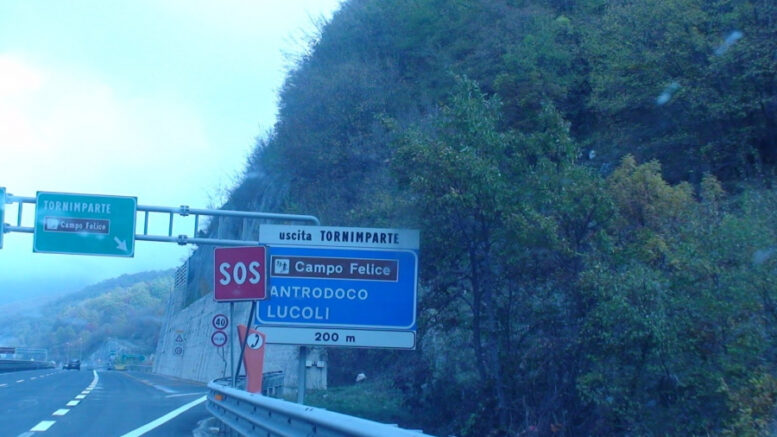 TORNIMPARTE
Campo Felice
uscita TORNIMPARTE
SOS
Campo Felice
ANTRODOCO
LUCOLI
200 m
40